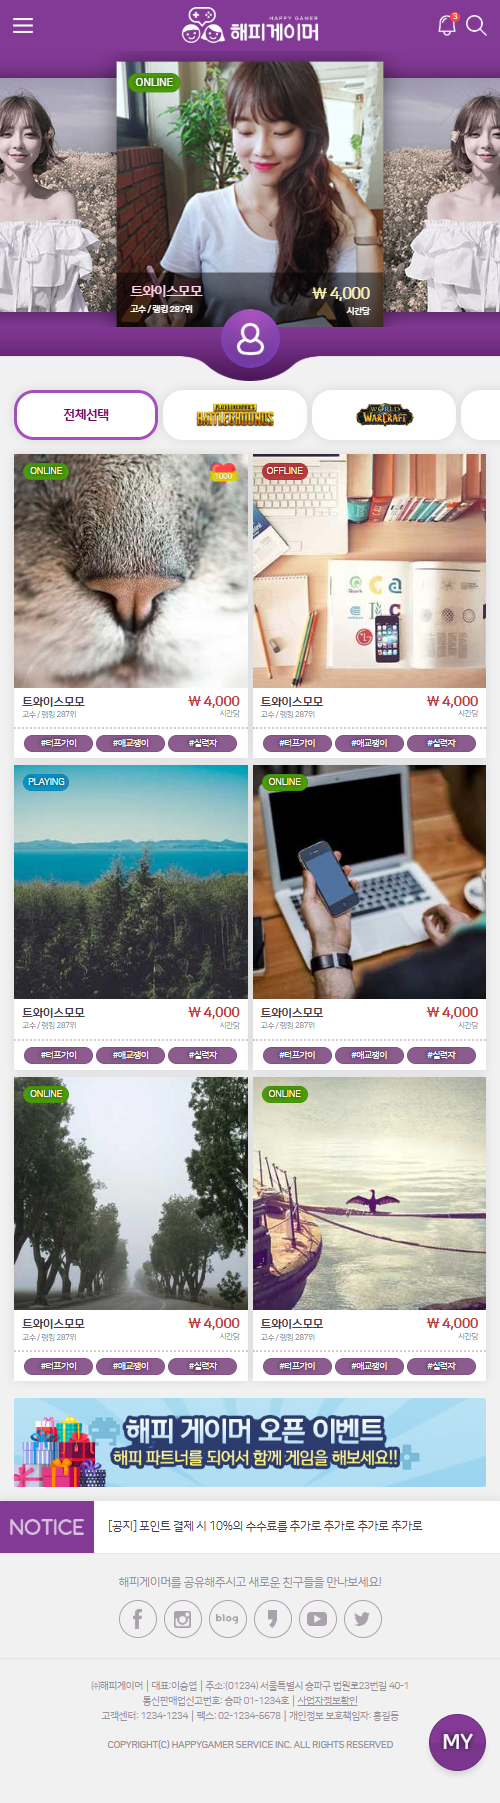 HAPPY GAMER
해피게이머
3
ONLINE
트와이스모모
₩ 4,000
고수 / 랭킹 287위
시간당
전체선택
PLAYERUNKNOWN'S
BATTLEGROUNDS
WORLD
OF
WARCRAFT
ONLINE
1000
OFFLINE
트와이스모모
₩ 4,000
고수 / 랭킹 287위
시간당
#터프가이 #애교쟁이 #실력자
트와이스모모
₩ 4,000
고수 / 랭킹 287위
시간당
#터프가이 #애교쟁이 #실력자
PLAYING
ONLINE
트와이스모모
₩ 4,000
고수 / 랭킹 287위
시간당
#터프가이 #애교쟁이 #실력자
트와이스모모
₩ 4,000
고수 / 랭킹 287위
시간당
#터프가이 #애교쟁이 #실력자
ONLINE
ONLINE
트와이스모모
₩ 4,000
고수 / 랭킹 287위
시간당
#터프가이 #애교쟁이 #실력자
트와이스모모
₩ 4,000
고수 / 랭킹 287위
시간당
#터프가이 #애교쟁이 #실력자
해피 게이머 오픈 이벤트
해피 파트너를 되어서 함께 게임을 해보세요!!
NOTICE
[공지] 포인트 결제 시 10%의 수수료를 추가로 추가로 추가로 추가로
해피게이머를 공유해주시고 새로운 친구들을 만나보세요!
blog
㈜해피게이머 | 대표:이승엽 | 주소:(01234) 서울특별시 송파구 법원로23번길 40-1
통신판매업신고번호: 송파 01-1234호 | 사업자정보확인
고객센터: 1234-1234 | 팩스: 02-1234-5678 | 개인정보 보호책임자: 홍길동
COPYRIGHT(C) HAPPYGAMER SERVICE INC. ALL RIGHTS RESERVED
MY